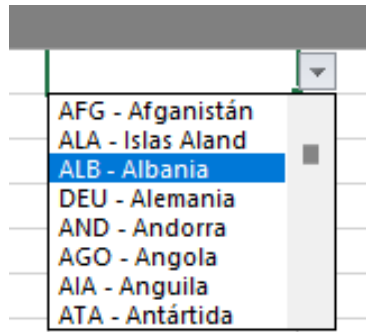 AFG - Afganistán
ALA - Islas Aland
ALB - Albania
DEU - Alemania
AND - Andorra
AGO - Angola
AIA - Anguila
ATA - Antártida